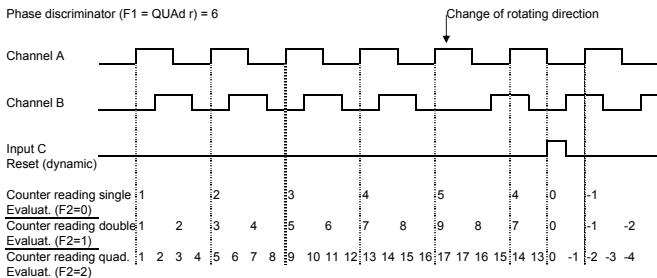 Phase discriminator (F1 = QUAd r) = 6
Change of rotating direction
Channel A
Channel B
Input C
Reset (dynamic)
Counter reading single 1 2 3 4 5 4 0 -1
Evaluat. (F2=0)
Counter reading double 1 2 3 4 5 6 7 8 9 8 7 0 -1 -2
Evaluat. (F2=1)
Counter reading quad. 1 2 3 4 5 6 7 8 9 10 11 12 13 14 15 16 17 17 16 15 14 13 0 -1 -2 -3 -4
Evaluat. (F2=2)